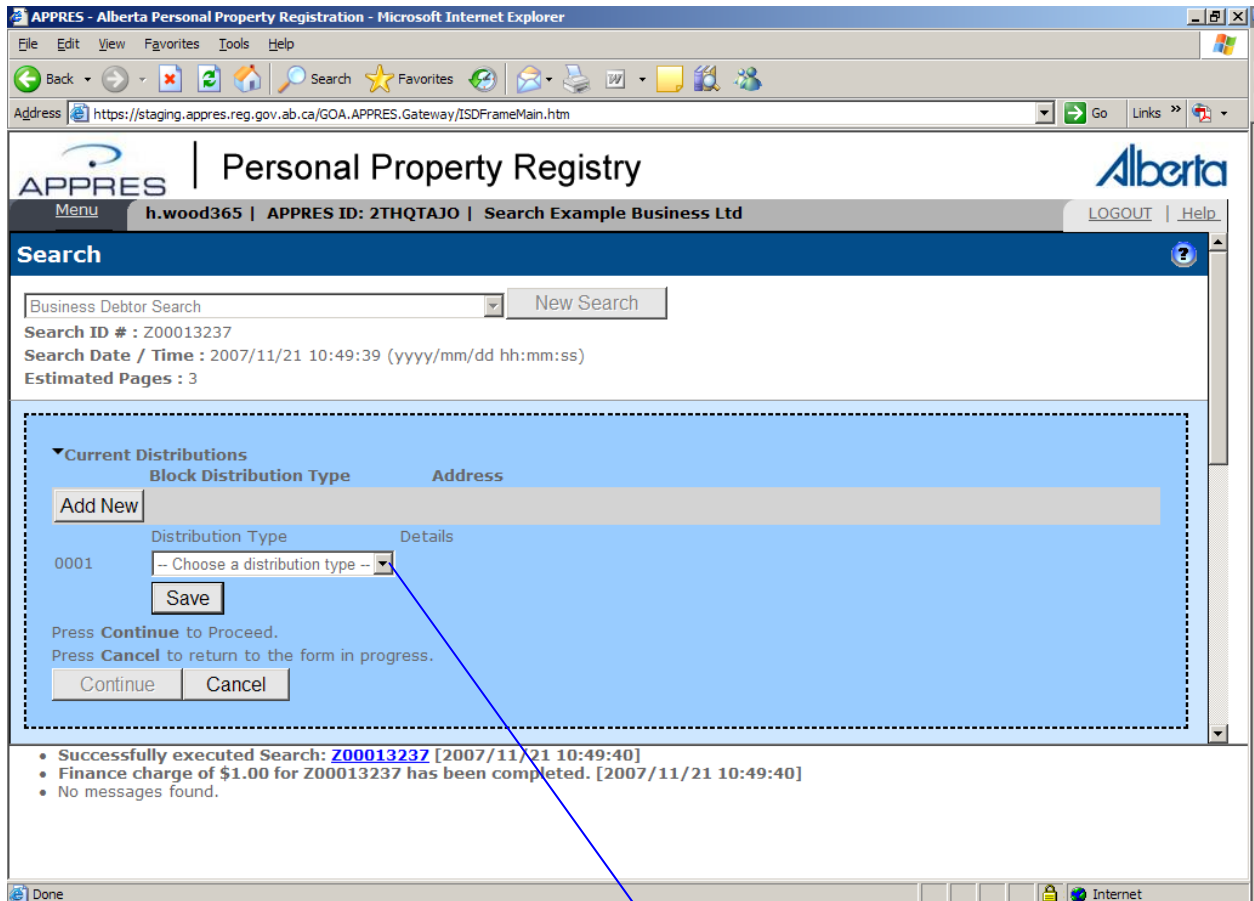 APPRES - Alberta Personal Property Registration - Microsoft Internet Explorer
File Edit View Favorites Tools Help
Back Search Favorites
Address https://staging.appres.reg.gov.ab.ca/GOA.APPRES.Gateway/ISDFrameMain.htm Go Links »
APPRES | Personal Property Registry Alberta
Menu h.wood365 | APPRES ID: 2THQTAJO | Search Example Business Ltd LOGOUT | Help
Search ?
Business Debtor Search New Search
Search ID # : Z00013237
Search Date / Time : 2007/11/21 10:49:39 (yyyy/mm/dd hh:mm:ss)
Estimated Pages : 3
Current Distributions
Block Distribution Type Address
Add New
Distribution Type Details
0001 -- Choose a distribution type --
Save
Press Continue to Proceed.
Press Cancel to return to the form in progress.
Continue Cancel
• Successfully executed Search: Z00013237 [2007/11/21 10:49:40]
• Finance charge of $1.00 for Z00013237 has been completed. [2007/11/21 10:49:40]
• No messages found.
Done Internet